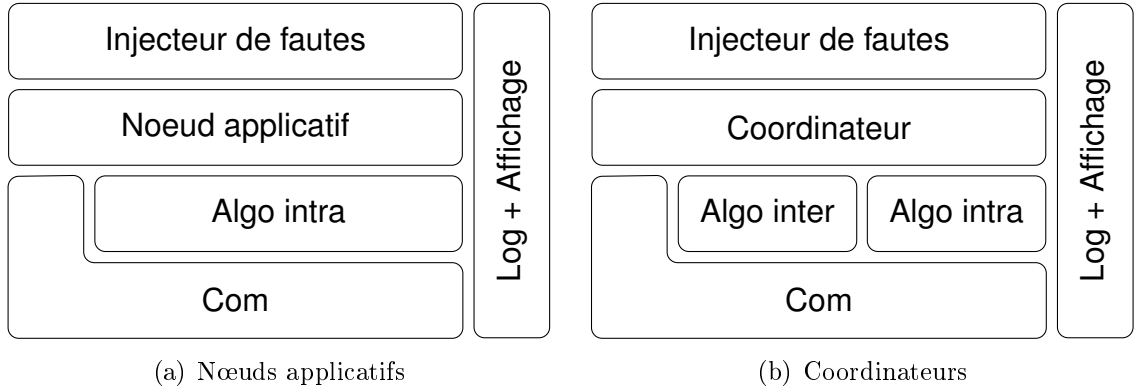 Injecteur de fautes
Noeud applicatif
Algo intra
Com
Log + Affichage
(a) Nœuds applicatifs
Injecteur de fautes
Coordinateur
Algo inter
Algo intra
Com
Log + Affichage
(b) Coordinateurs